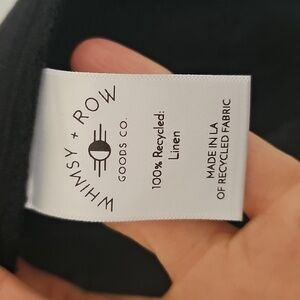 WHIMSY + ROW
GOODS CO.
100% Recycled:
Linen
MADE IN LA
OF RECYCLED FABRIC